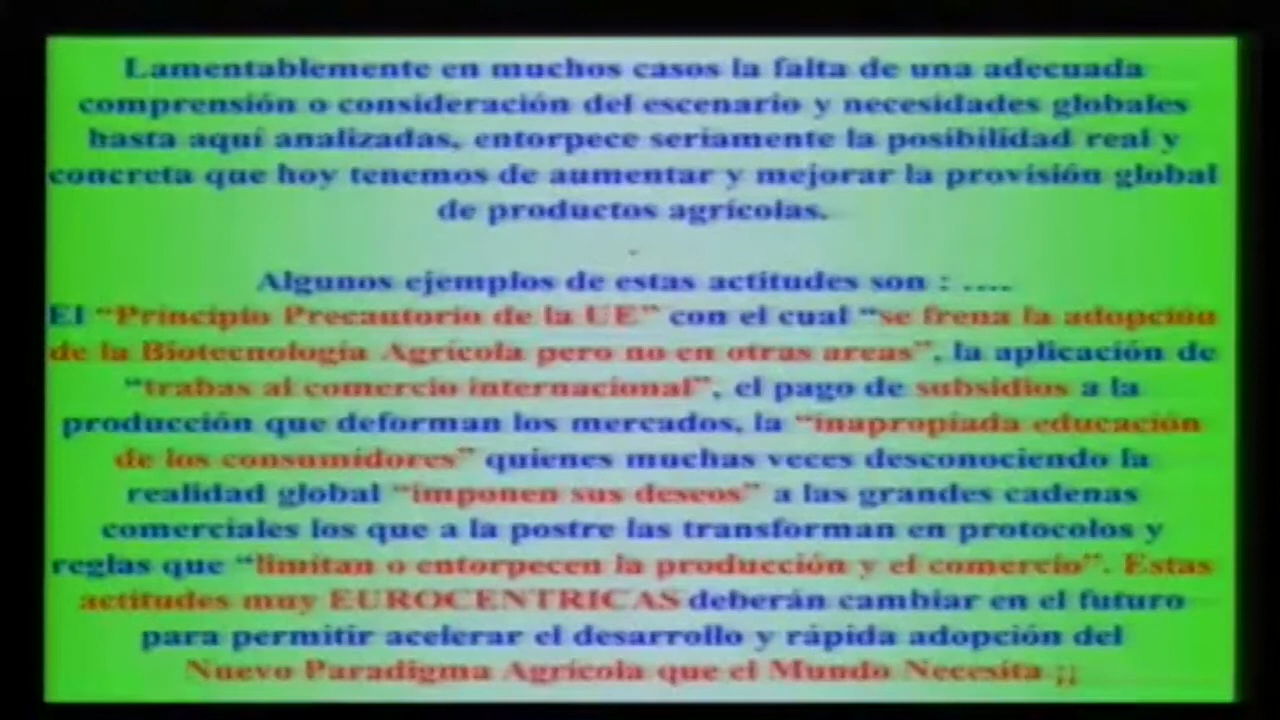 Lamentablemente en muchos casos la falta de una adecuada
comprensión o consideración del escenario y necesidades globales
hasta aquí analizadas, entorpece seriamente la posibilidad real y
concreta que hoy tenemos de aumentar y mejorar la provisión global
de productos agrícolas.
.
Algunos ejemplos de estas actitudes son : ....
El “Principio Precautorio de la UE” con el cual “se frena la adopción
de la Biotecnología Agrícola pero no en otras areas”, la aplicación de
“trabas al comercio internacional”, el pago de subsidios a la
producción que deforman los mercados, la “inapropiada educación
de los consumidores” quienes muchas veces desconociendo la
realidad global “imponen sus deseos” a las grandes cadenas
comerciales los que a la postre las transforman en protocolos y
reglas que “limitan o entorpecen la producción y el comercio”. Estas
actitudes muy EUROCENTRICAS deberán cambiar en el futuro
para permitir acelerar el desarrollo y rápida adopción del
Nuevo Paradigma Agrícola que el Mundo Necesita ¡¡